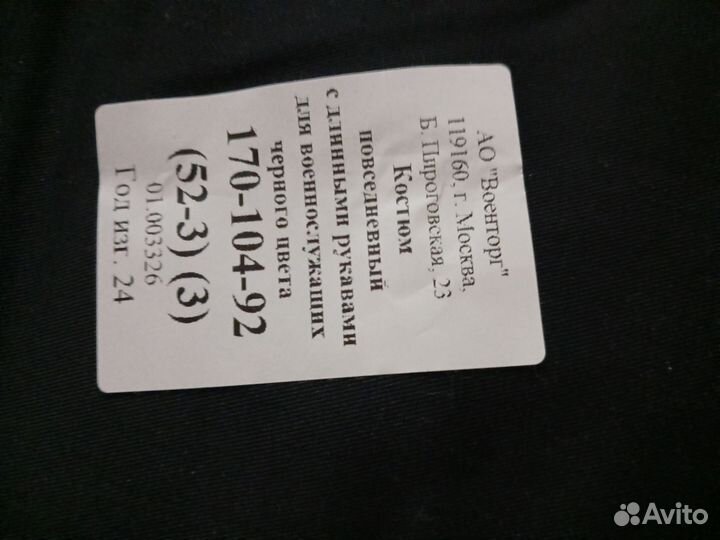 АО "Военторг"
119160, г. Москва,
Б. Пироговская, 23
Костюм
повседневный
с длинными рукавами
для военнослужащих
черного цвета
170-104-92
(52-3) (3)
01.003326
Год изг. 24
Avito